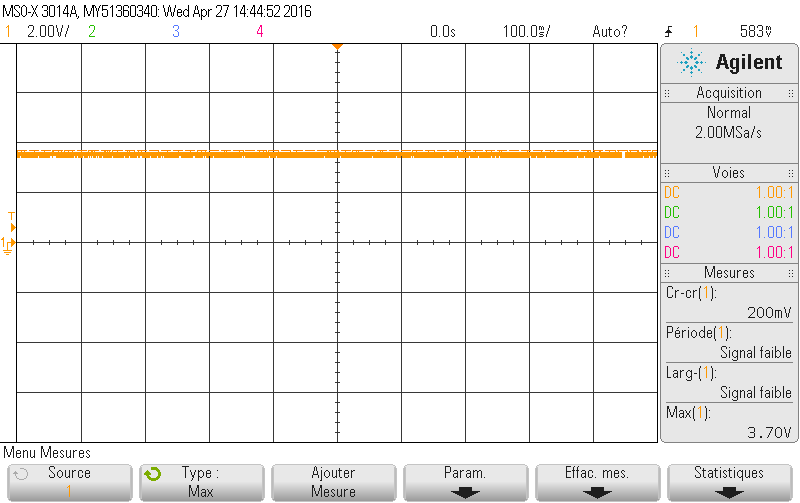 MSO-X 3014A, MY51360340: Wed Apr 27 14:44:52 2016
1 2.00V/ 2 3 4 0.0s 100.0ms/ Auto? 1 583mV
Agilent
Acquisition
Normal
2.00MSa/s
Voies
DC 1.00:1
DC 1.00:1
DC 1.00:1
DC 1.00:1
Mesures
Cr-cr(1):
200mV
Période(1):
Signal faible
Larg-(1):
Signal faible
Max(1):
3.70V
T
1
Menu Mesures
Source
1
Type :
Max
Ajouter
Mesure
Param.
Effac. mes.
Statistiques